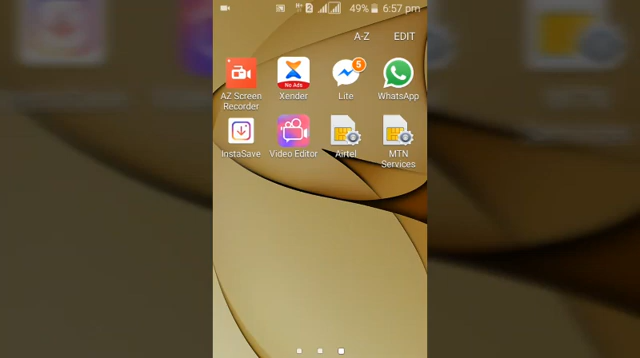 49% 6:57 pm
A-Z EDIT
No Ads
5
AZ Screen
Recorder
Xender
Lite
WhatsApp
InstaSave
Video Editor
Airtel
MTN
Services